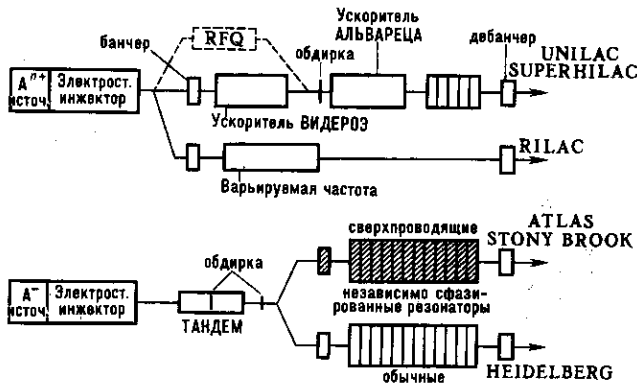 Ускоритель
АЛЬВАРЕЦА
банчер
RFQ
обдирка
дебанчер
UNILAC
SUPERHILAC
Aⁿ⁺
источ.
Электрост.
инжектор
Ускоритель ВИДЕРОЭ
RILAC
Варьируемая частота
сверхпроводящие
ATLAS
STONY BROOK
обдирка
A⁻
источ.
Электрост.
инжектор
ТАНДЕМ
независимо сфази-
рованные резонаторы
обычные
HEIDELBERG